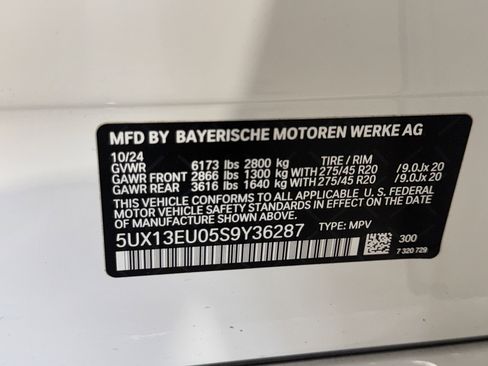 MFD BY BAYERISCHE MOTOREN WERKE AG
10/24 TIRE / RIM
GVWR 6173 lbs 2800 kg
GAWR FRONT 2866 lbs 1300 kg WITH 275/45 R20 / 9.0Jx 20
GAWR REAR 3616 lbs 1640 kg WITH 275/45 R20 / 9.0Jx 20
THIS VEHICLE CONFORMS TO ALL APPLICABLE U. S. FEDERAL
MOTOR VEHICLE SAFETY STANDARDS IN EFFECT ON THE DATE
OF MANUFACTURE SHOWN ABOVE.
5UX13EU05S9Y36287 TYPE: MPV
300
7 320 729